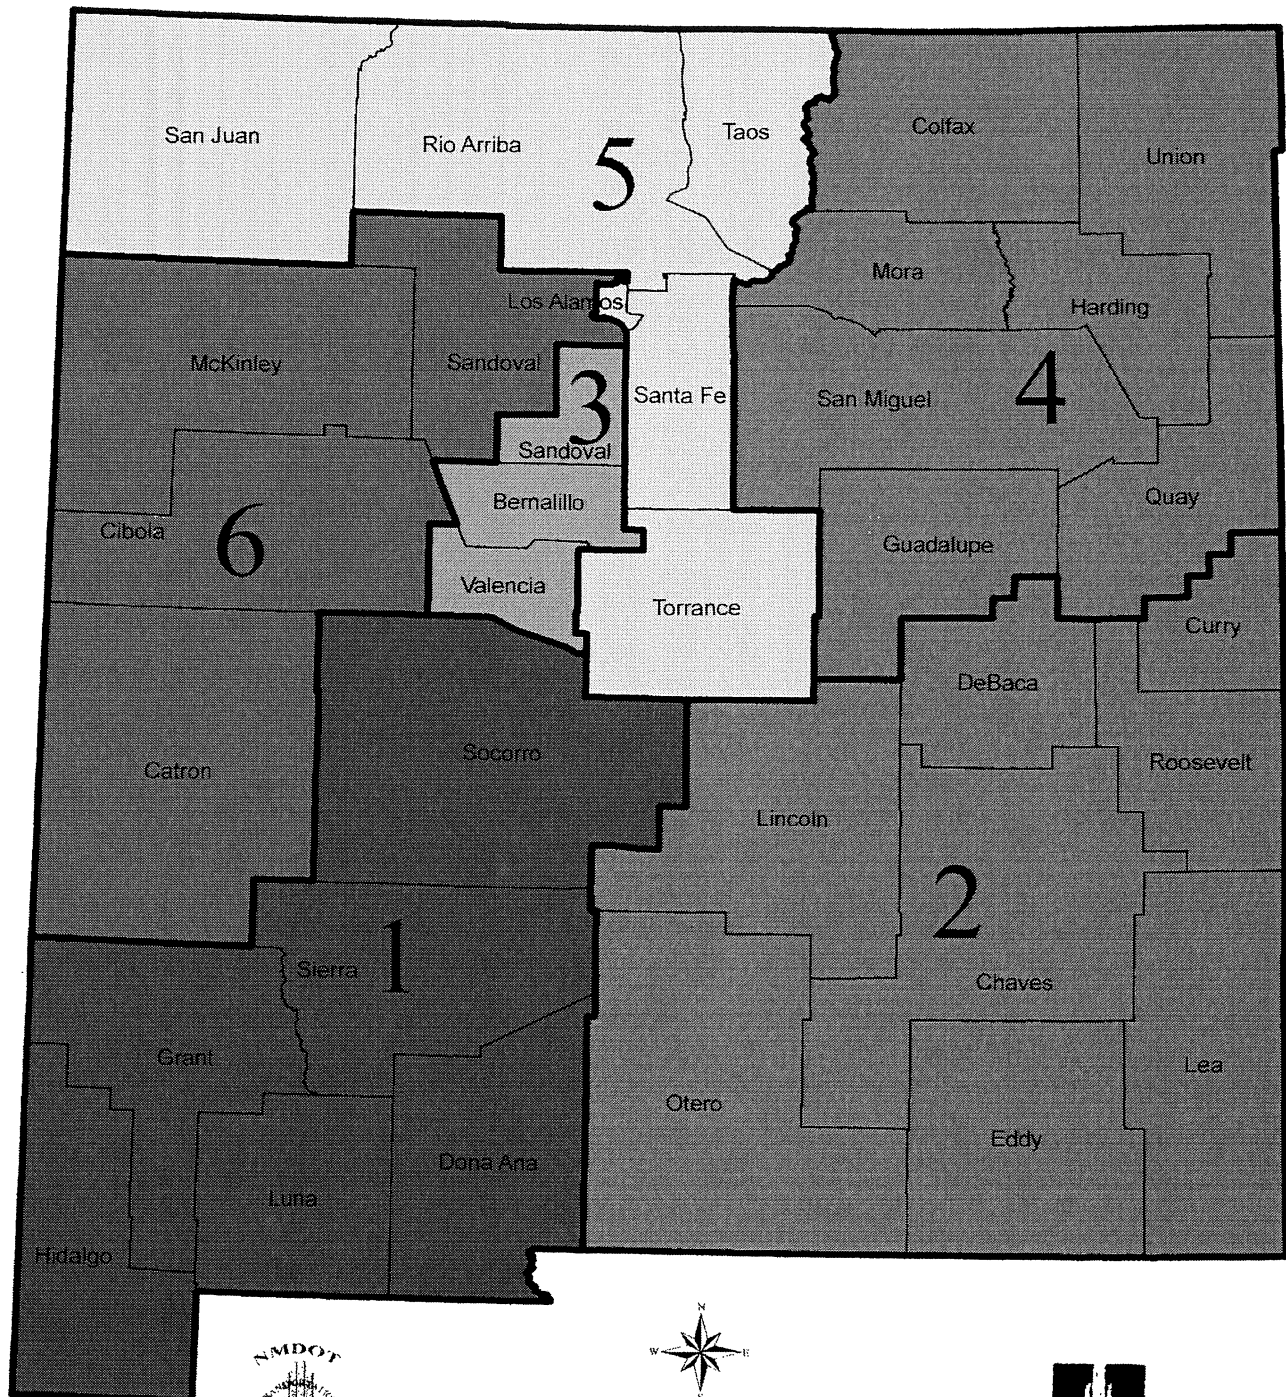 San Juan
Rio Arriba
5
Taos
Colfax
Union
Mora
Harding
Los Alamos
McKinley
Sandoval
3
Santa Fe
San Miguel
4
Sandoval
Bernalillo
Quay
Cibola
6
Guadalupe
Valencia
Torrance
Curry
DeBaca
Socorro
Catron
Roosevelt
Lincoln
2
Sierra
1
Chaves
Grant
Lea
Otero
Eddy
Dona Ana
Luna
Hidalgo
NMDOT
N
W
E
S